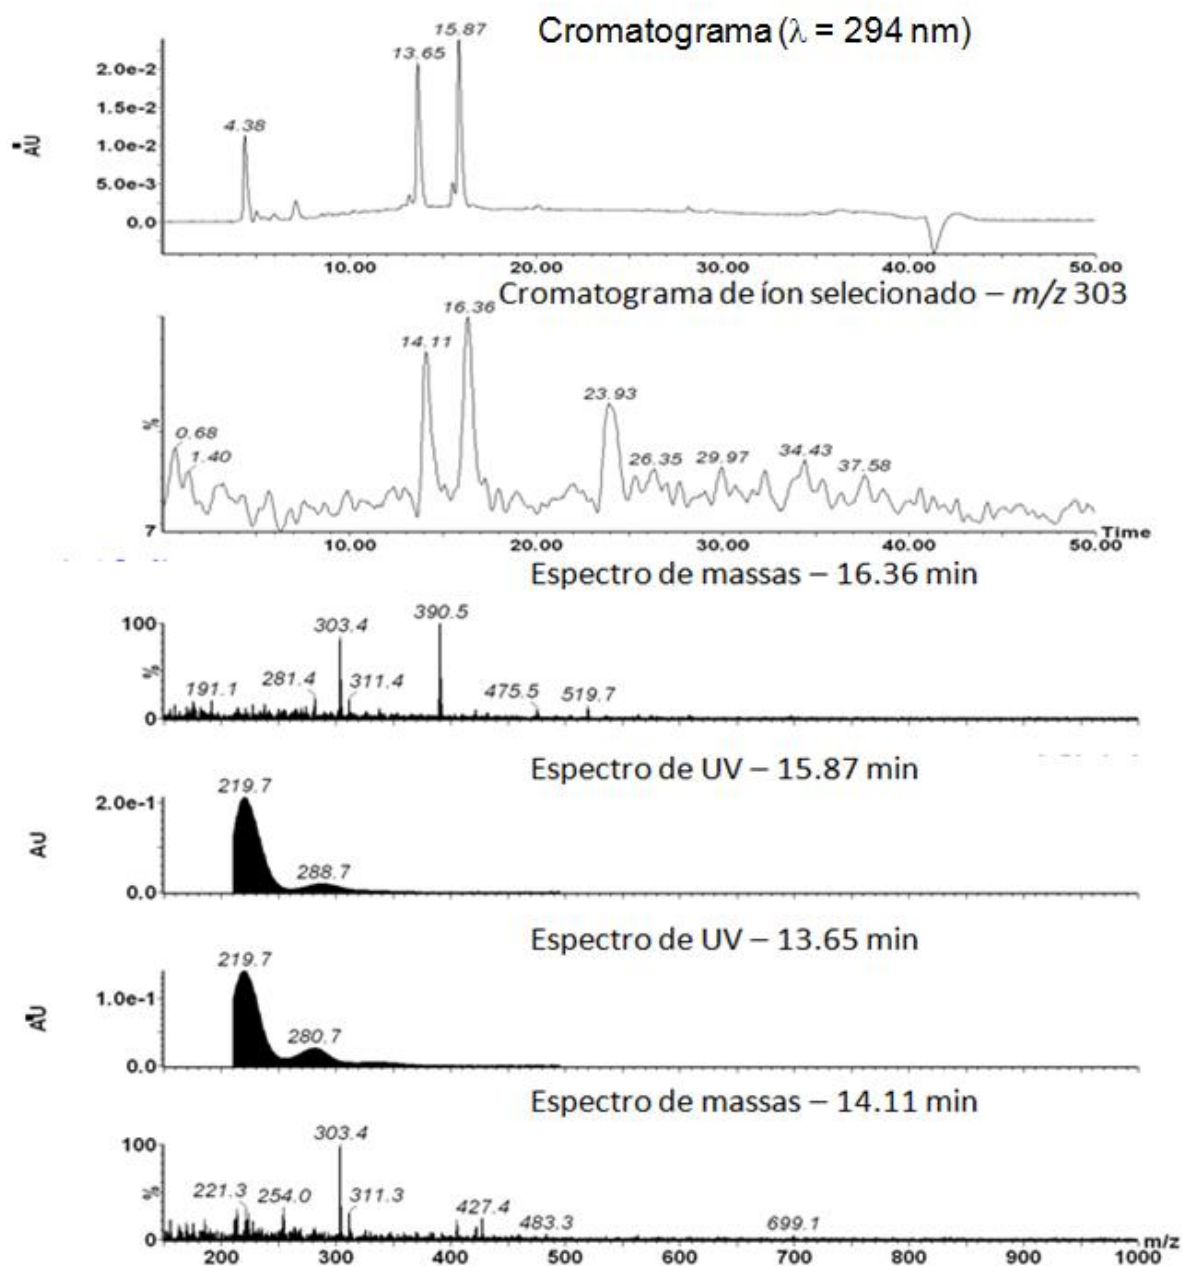 Cromatograma (λ = 294 nm)
15.87
13.65
4.38
2.0e-2
1.5e-2
1.0e-2
5.0e-3
0.0
AU
10.00 20.00 30.00 40.00 50.00
Cromatograma de íon selecionado – m/z 303
16.36
14.11
23.93
0.68
1.40
26.35 29.97 34.43 37.58
%
7
Time
10.00 20.00 30.00 40.00 50.00
Espectro de massas – 16.36 min
100
390.5
303.4
281.4 311.4
191.1
475.5 519.7
%
0
Espectro de UV – 15.87 min
219.7
2.0e-1
AU
288.7
0.0
Espectro de UV – 13.65 min
219.7
1.0e-1
AU
280.7
0.0
Espectro de massas – 14.11 min
303.4
100
221.3 254.0 311.3
427.4
483.3
699.1
%
0
m/z
200 300 400 500 600 700 800 900 1000